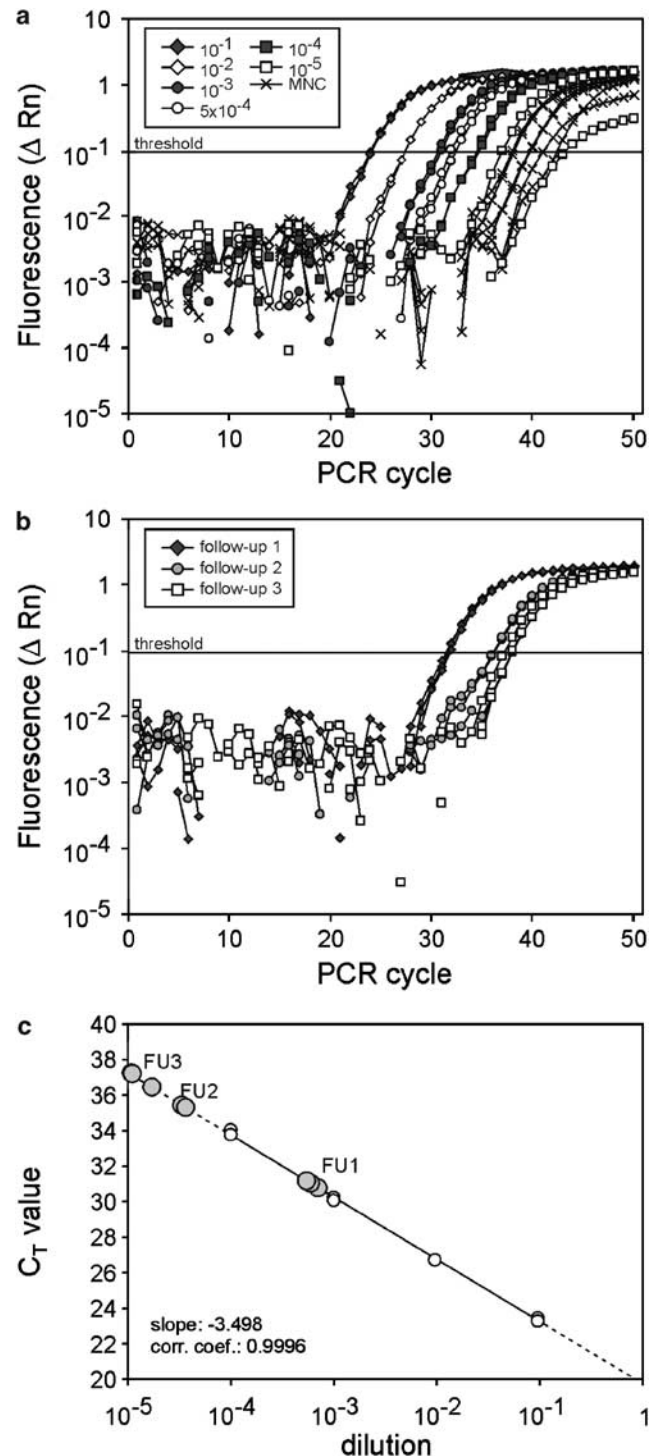 a
10
1
10⁻¹
10⁻²
10⁻³
10⁻⁴
10⁻⁵
Fluorescence (Δ Rn)
10⁻¹
10⁻²
10⁻³
5x10⁻⁴
10⁻⁴
10⁻⁵
MNC
threshold
0 10 20 30 40 50
PCR cycle
b
10
1
10⁻¹
10⁻²
10⁻³
10⁻⁴
10⁻⁵
Fluorescence (Δ Rn)
follow-up 1
follow-up 2
follow-up 3
threshold
0 10 20 30 40 50
PCR cycle
c
40
38
36
34
32
30
28
26
24
22
20
C_T value
FU3
FU2
FU1
slope: -3.498
corr. coef.: 0.9996
10⁻⁵ 10⁻⁴ 10⁻³ 10⁻² 10⁻¹ 1
dilution